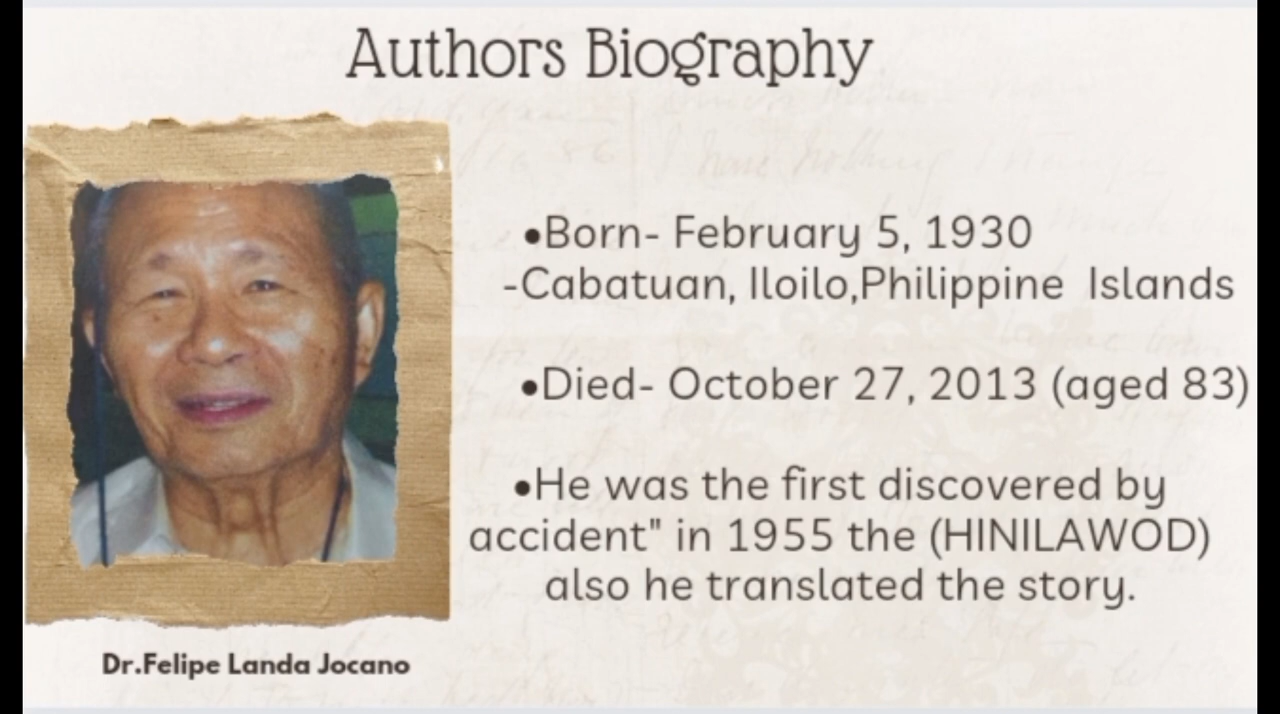 Authors Biography
•Born- February 5, 1930
-Cabatuan, Iloilo,Philippine Islands
•Died- October 27, 2013 (aged 83)
•He was the first discovered by
accident" in 1955 the (HINILAWOD)
also he translated the story.
Dr.Felipe Landa Jocano